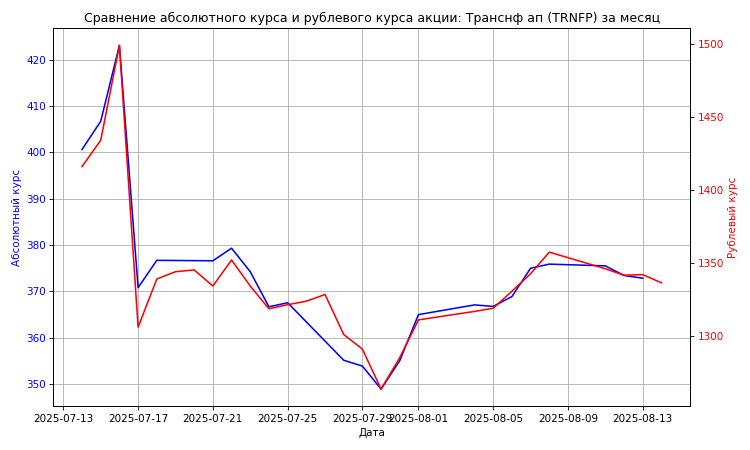 Сравнение абсолютного курса и рублевого курса акции: Транснф ап (TRNFP) за месяц
420
410
400
390
380
370
360
350
Абсолютный курс
1500
1450
1400
1350
1300
Рублевый курс
2025-07-13 2025-07-17 2025-07-21 2025-07-25 2025-07-29 2025-08-01 2025-08-05 2025-08-09 2025-08-13
Дата